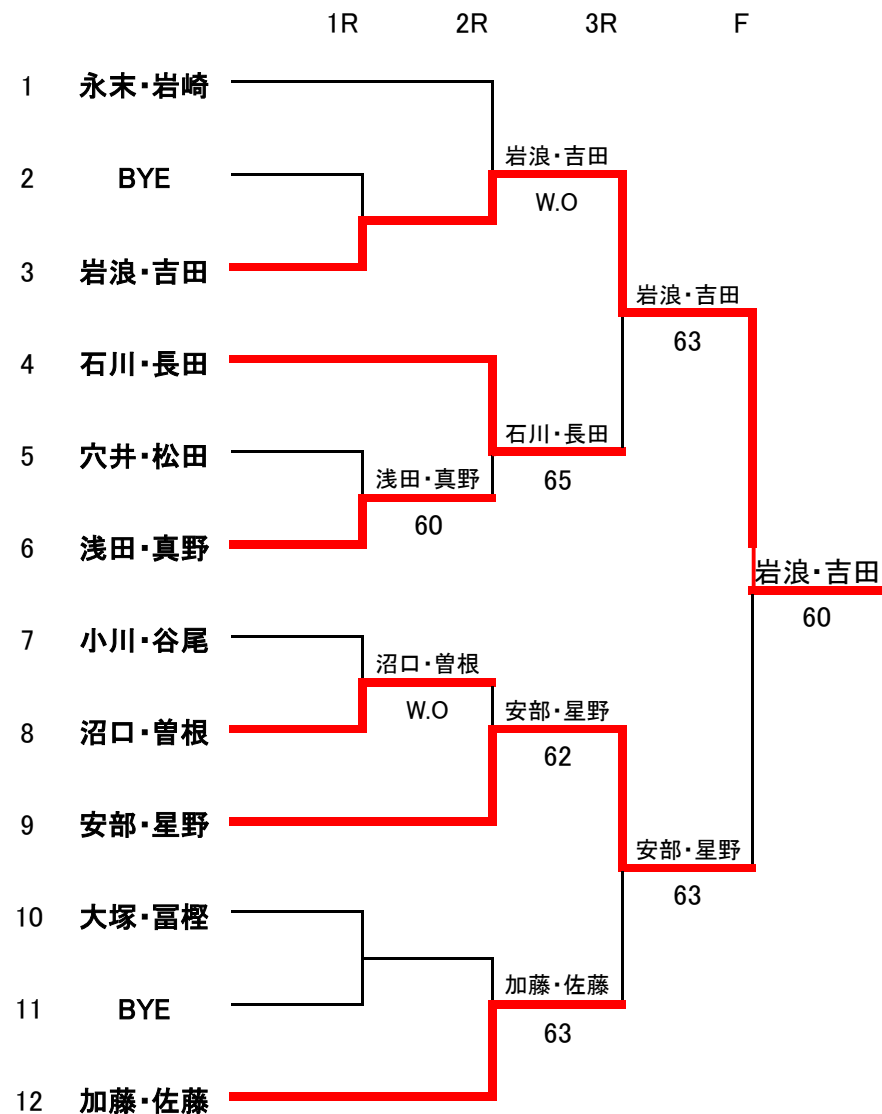 1R 2R 3R F
1 永末・岩崎
岩浪・吉田
2 BYE
W.O
3 岩浪・吉田
岩浪・吉田
63
4 石川・長田
石川・長田
5 穴井・松田
浅田・真野
65
60
6 浅田・真野
岩浪・吉田
60
7 小川・谷尾
沼口・曽根
W.O
安部・星野
8 沼口・曽根
62
9 安部・星野
安部・星野
63
10 大塚・冨樫
加藤・佐藤
11 BYE
63
12 加藤・佐藤